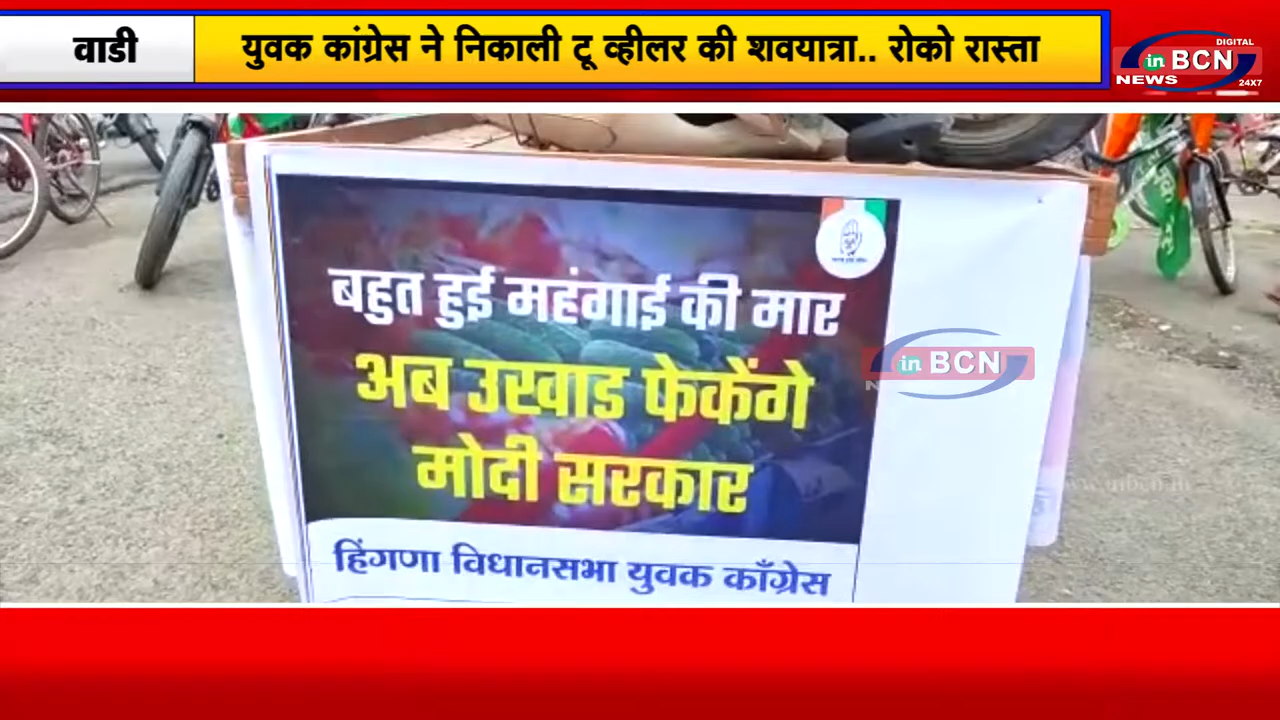 वाडी
युवक कांग्रेस ने निकाली टू व्हीलर की शवयात्रा.. रोको रास्ता
DIGITAL
in BCN
NEWS
24X7
बहुत हुई महंगाई की मार
अब उखाड फेकेंगे
मोदी सरकार
in BCN
हिंगणा विधानसभा युवक काँग्रेस